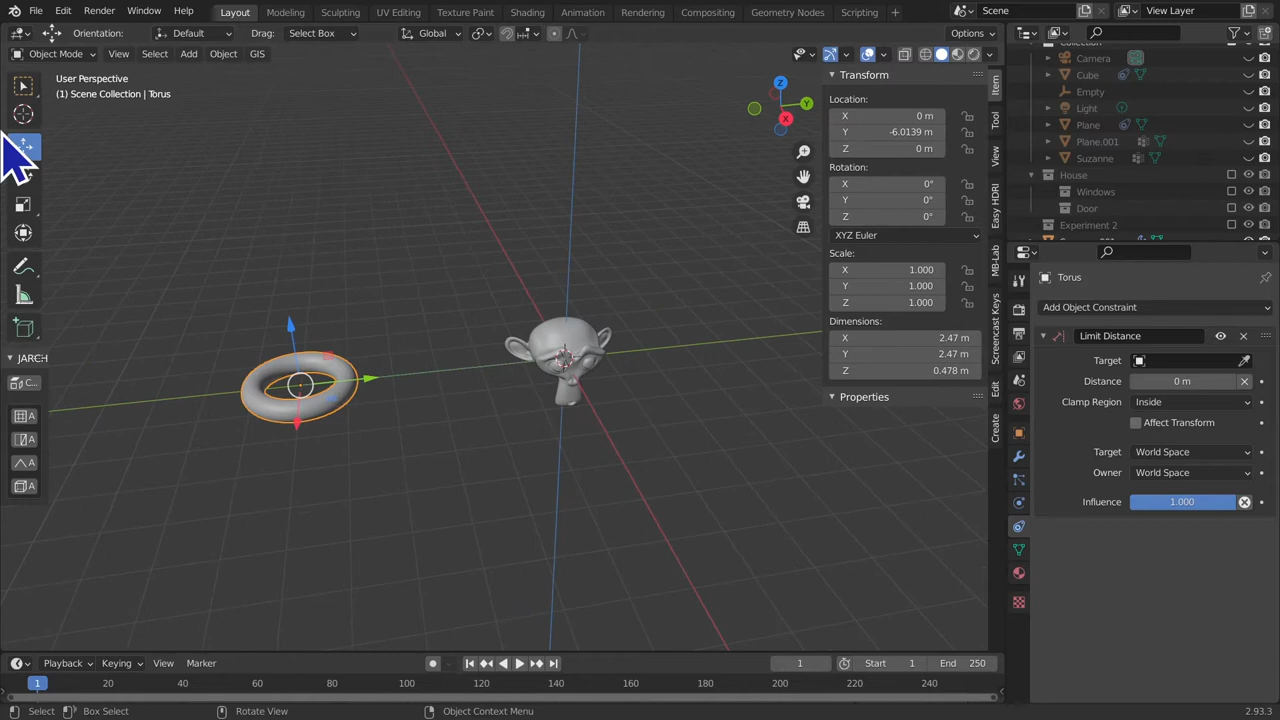 File Edit Render Window Help Layout Modeling Sculpting UV Editing Texture Paint Shading Animation Rendering Compositing Geometry Nodes Scripting Scene View Layer
Orientation: Default Drag: Select Box Global Options
Object Mode View Select Add Object GIS
User Perspective
(1) Scene Collection | Torus
Z
Y
X
JARCH
C...
A
A
A
A
Transform
Location:
X 0 m
Y -6.0139 m
Z 0 m
Rotation:
X 0°
Y 0°
Z 0°
XYZ Euler
Scale:
X 1.000
Y 1.000
Z 1.000
Dimensions:
X 2.47 m
Y 2.47 m
Z 0.478 m
Properties
Item
Tool
View
Easy HDRI
MB-Lab
Screencast Keys
Edit
Create
Collection
Camera
Cube
Empty
Light
Plane
Plane.001
Suzanne
House
Windows
Door
Experiment 2
Torus
Add Object Constraint
Limit Distance
Target
Distance 0 m
Clamp Region Inside
Affect Transform
Target World Space
Owner World Space
Influence 1.000
Playback Keying View Marker 1 Start 1 End 250
1 20 40 60 80 100 120 140 160 180 200 220 240
Select Box Select Rotate View Object Context Menu 2.93.3